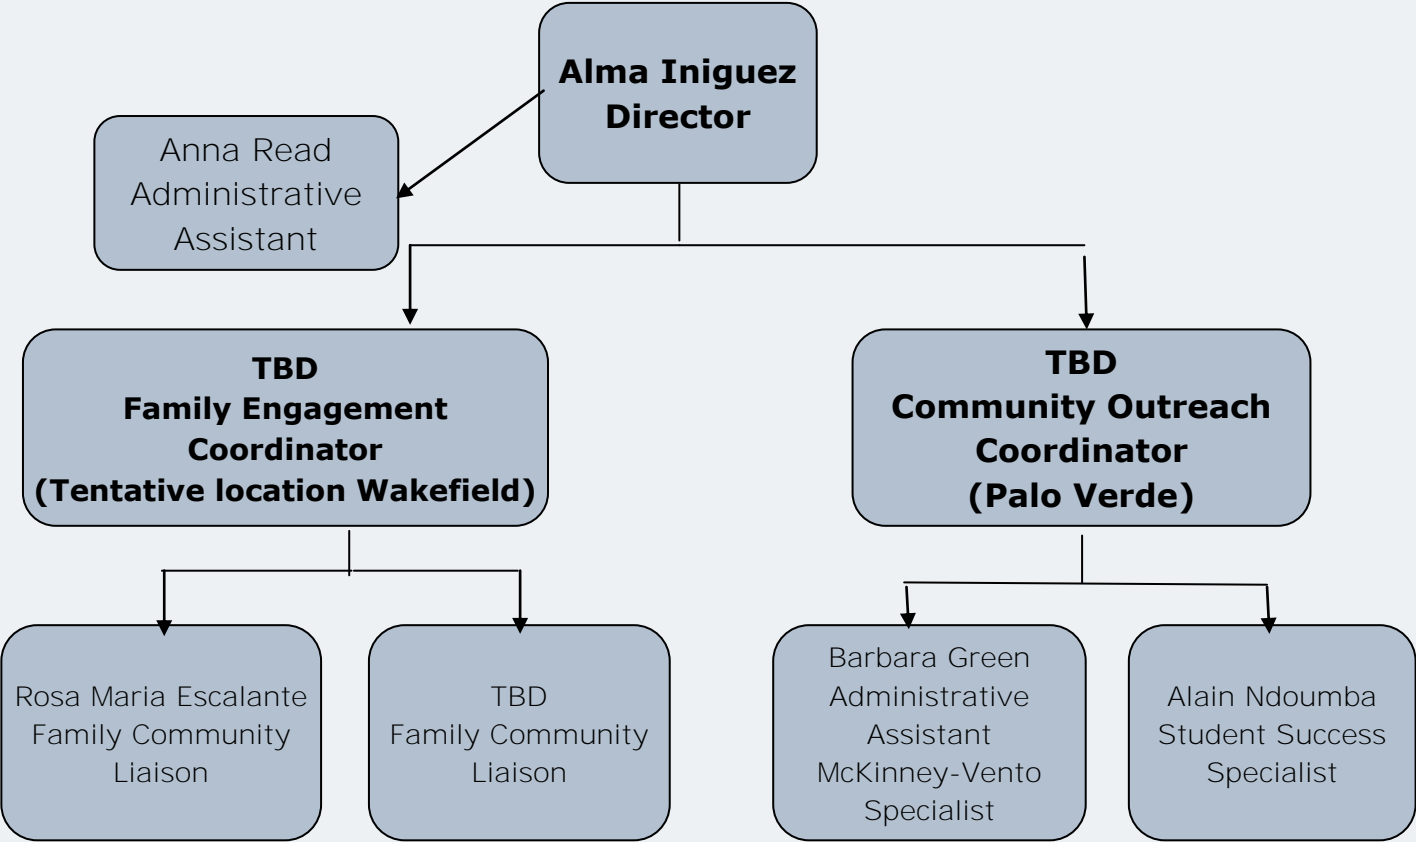 Alma Iniguez
Director
Anna Read
Administrative
Assistant
TBD
Family Engagement
Coordinator
(Tentative location Wakefield)
TBD
Community Outreach
Coordinator
(Palo Verde)
Rosa Maria Escalante
Family Community
Liaison
TBD
Family Community
Liaison
Barbara Green
Administrative
Assistant
McKinney-Vento
Specialist
Alain Ndoumba
Student Success
Specialist